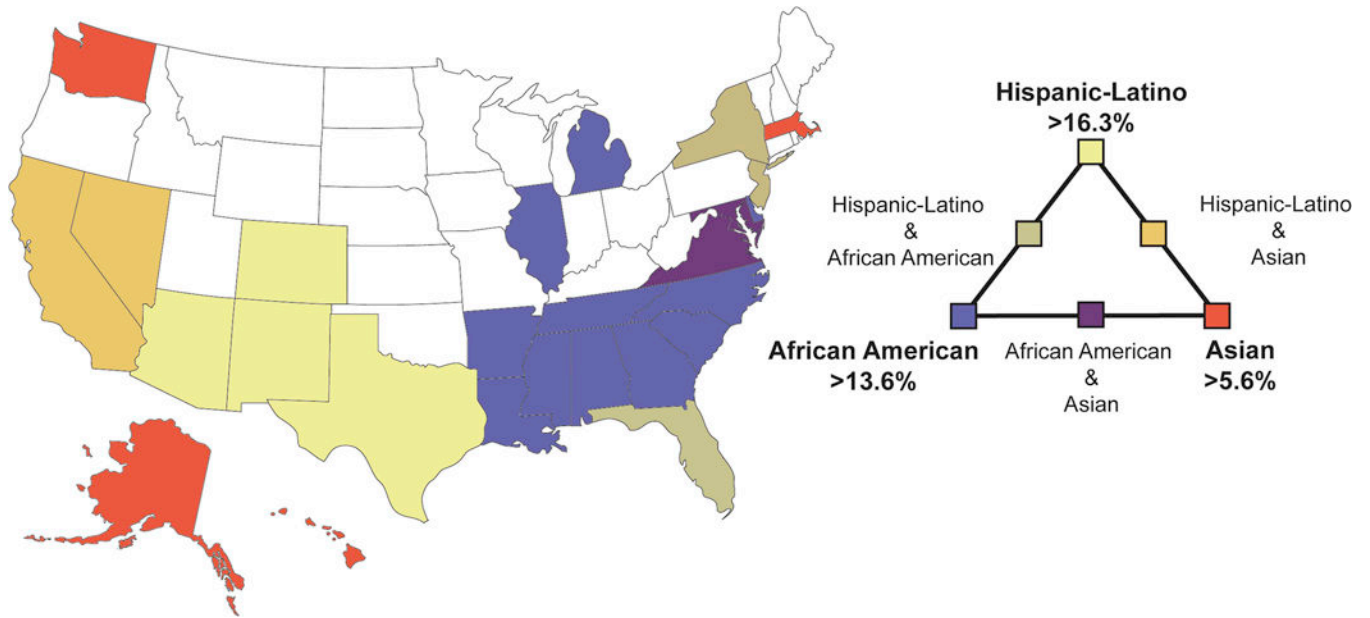 Hispanic-Latino
>16.3%
Hispanic-Latino
&
African American
Hispanic-Latino
&
Asian
African American
>13.6%
African American
&
Asian
Asian
>5.6%